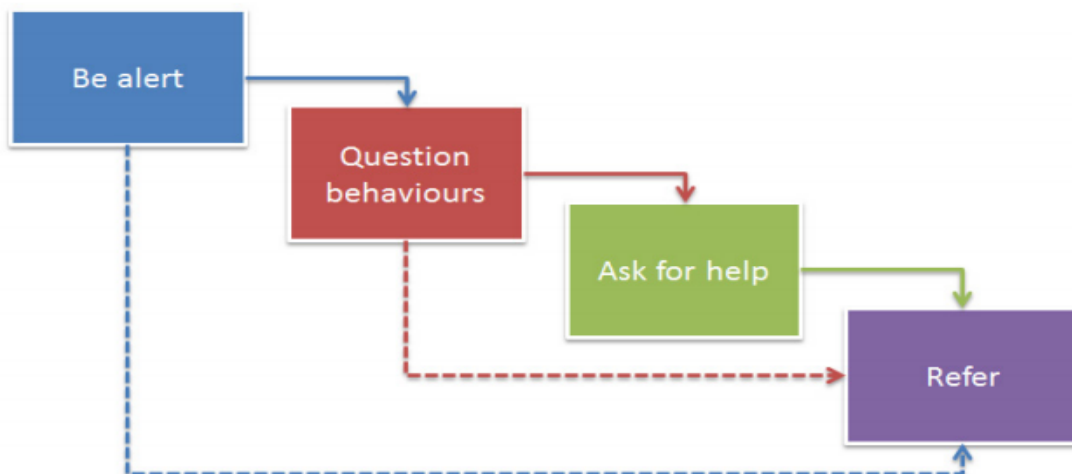 Be alert
Question
behaviours
Ask for help
Refer